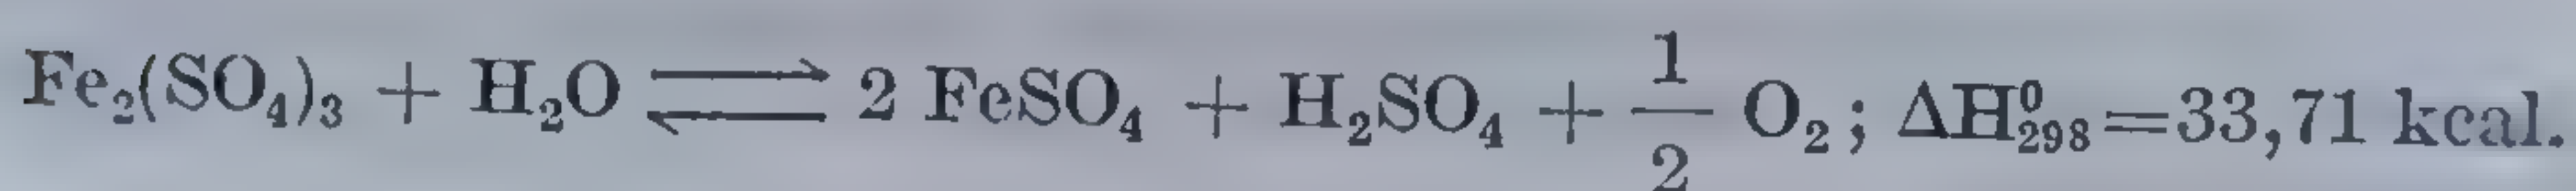 Fe₂(SO₄)₃ + H₂O ⇌ 2 FeSO₄ + H₂SO₄ + 1/2 O₂; ΔH⁰₂₉₈=33,71 kcal.